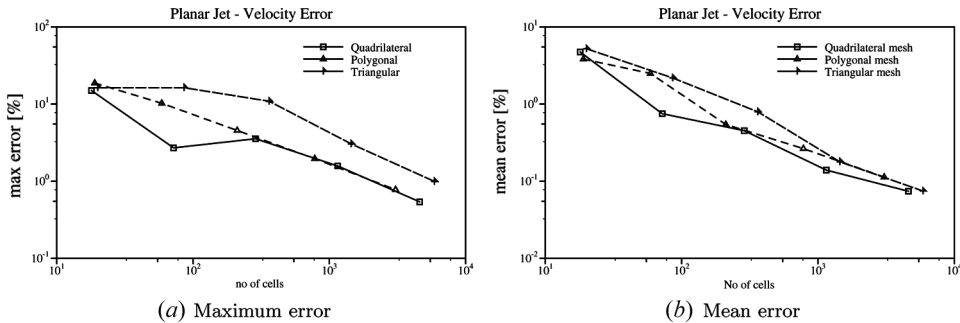 Planar Jet - Velocity Error
10²
10¹
10⁰
10⁻¹
max error [%]
Quadrilateral
Polygonal
Triangular
10¹
10²
10³
10⁴
no of cells
(a) Maximum error
Planar Jet - Velocity Error
10¹
10⁰
10⁻¹
10⁻²
mean error [%]
Quadrilateral mesh
Polygonal mesh
Triangular mesh
10¹
10²
10³
10⁴
No of cells
(b) Mean error